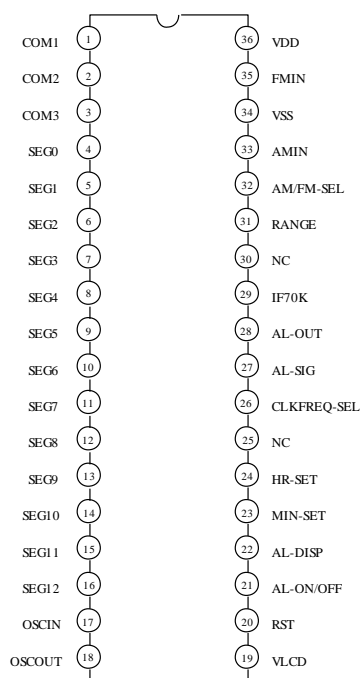 COM1 1 36 VDD
COM2 2 35 FMIN
COM3 3 34 VSS
SEG0 4 33 AMIN
SEG1 5 32 AM/FM-SEL
SEG2 6 31 RANGE
SEG3 7 30 NC
SEG4 8 29 IF70K
SEG5 9 28 AL-OUT
SEG6 10 27 AL-SIG
SEG7 11 26 CLKFREQ-SEL
SEG8 12 25 NC
SEG9 13 24 HR-SET
SEG10 14 23 MIN-SET
SEG11 15 22 AL-DISP
SEG12 16 21 AL-ON/OFF
OSCIN 17 20 RST
OSCOUT 18 19 VLCD